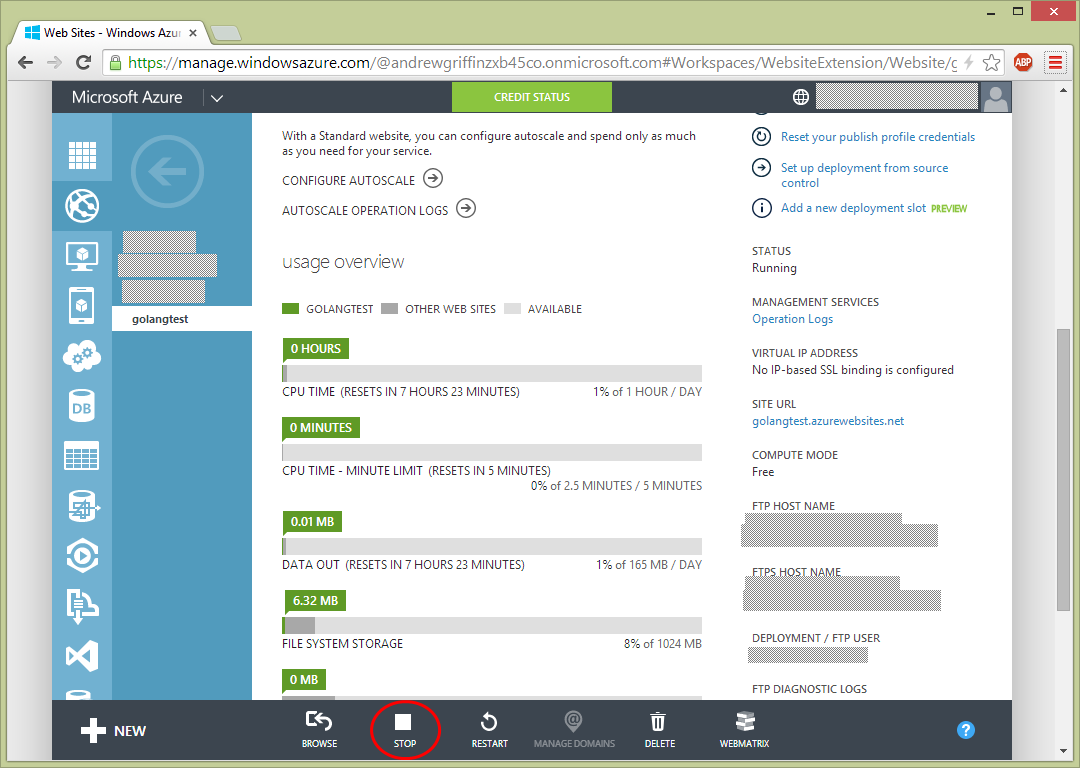 Web Sites - Windows Azur
https://manage.windowsazure.com/@andrewgriffinzxb45co.onmicrosoft.com#Workspaces/WebsiteExtension/Website/g
ABP
Microsoft Azure
CREDIT STATUS
With a Standard website, you can configure autoscale and spend only as much
as you need for your service.
CONFIGURE AUTOSCALE
AUTOSCALE OPERATION LOGS
usage overview
GOLANGTEST OTHER WEB SITES AVAILABLE
0 HOURS
CPU TIME (RESETS IN 7 HOURS 23 MINUTES) 1% of 1 HOUR / DAY
0 MINUTES
CPU TIME - MINUTE LIMIT (RESETS IN 5 MINUTES)
0% of 2.5 MINUTES / 5 MINUTES
0.01 MB
DATA OUT (RESETS IN 7 HOURS 23 MINUTES) 1% of 165 MB / DAY
6.32 MB
FILE SYSTEM STORAGE 8% of 1024 MB
0 MB
golangtest
DB
Reset your publish profile credentials
Set up deployment from source
control
Add a new deployment slot PREVIEW
STATUS
Running
MANAGEMENT SERVICES
Operation Logs
VIRTUAL IP ADDRESS
No IP-based SSL binding is configured
SITE URL
golangtest.azurewebsites.net
COMPUTE MODE
Free
FTP HOST NAME
FTPS HOST NAME
DEPLOYMENT / FTP USER
FTP DIAGNOSTIC LOGS
NEW
BROWSE
STOP
RESTART
MANAGE DOMAINS
DELETE
WEBMATRIX
?